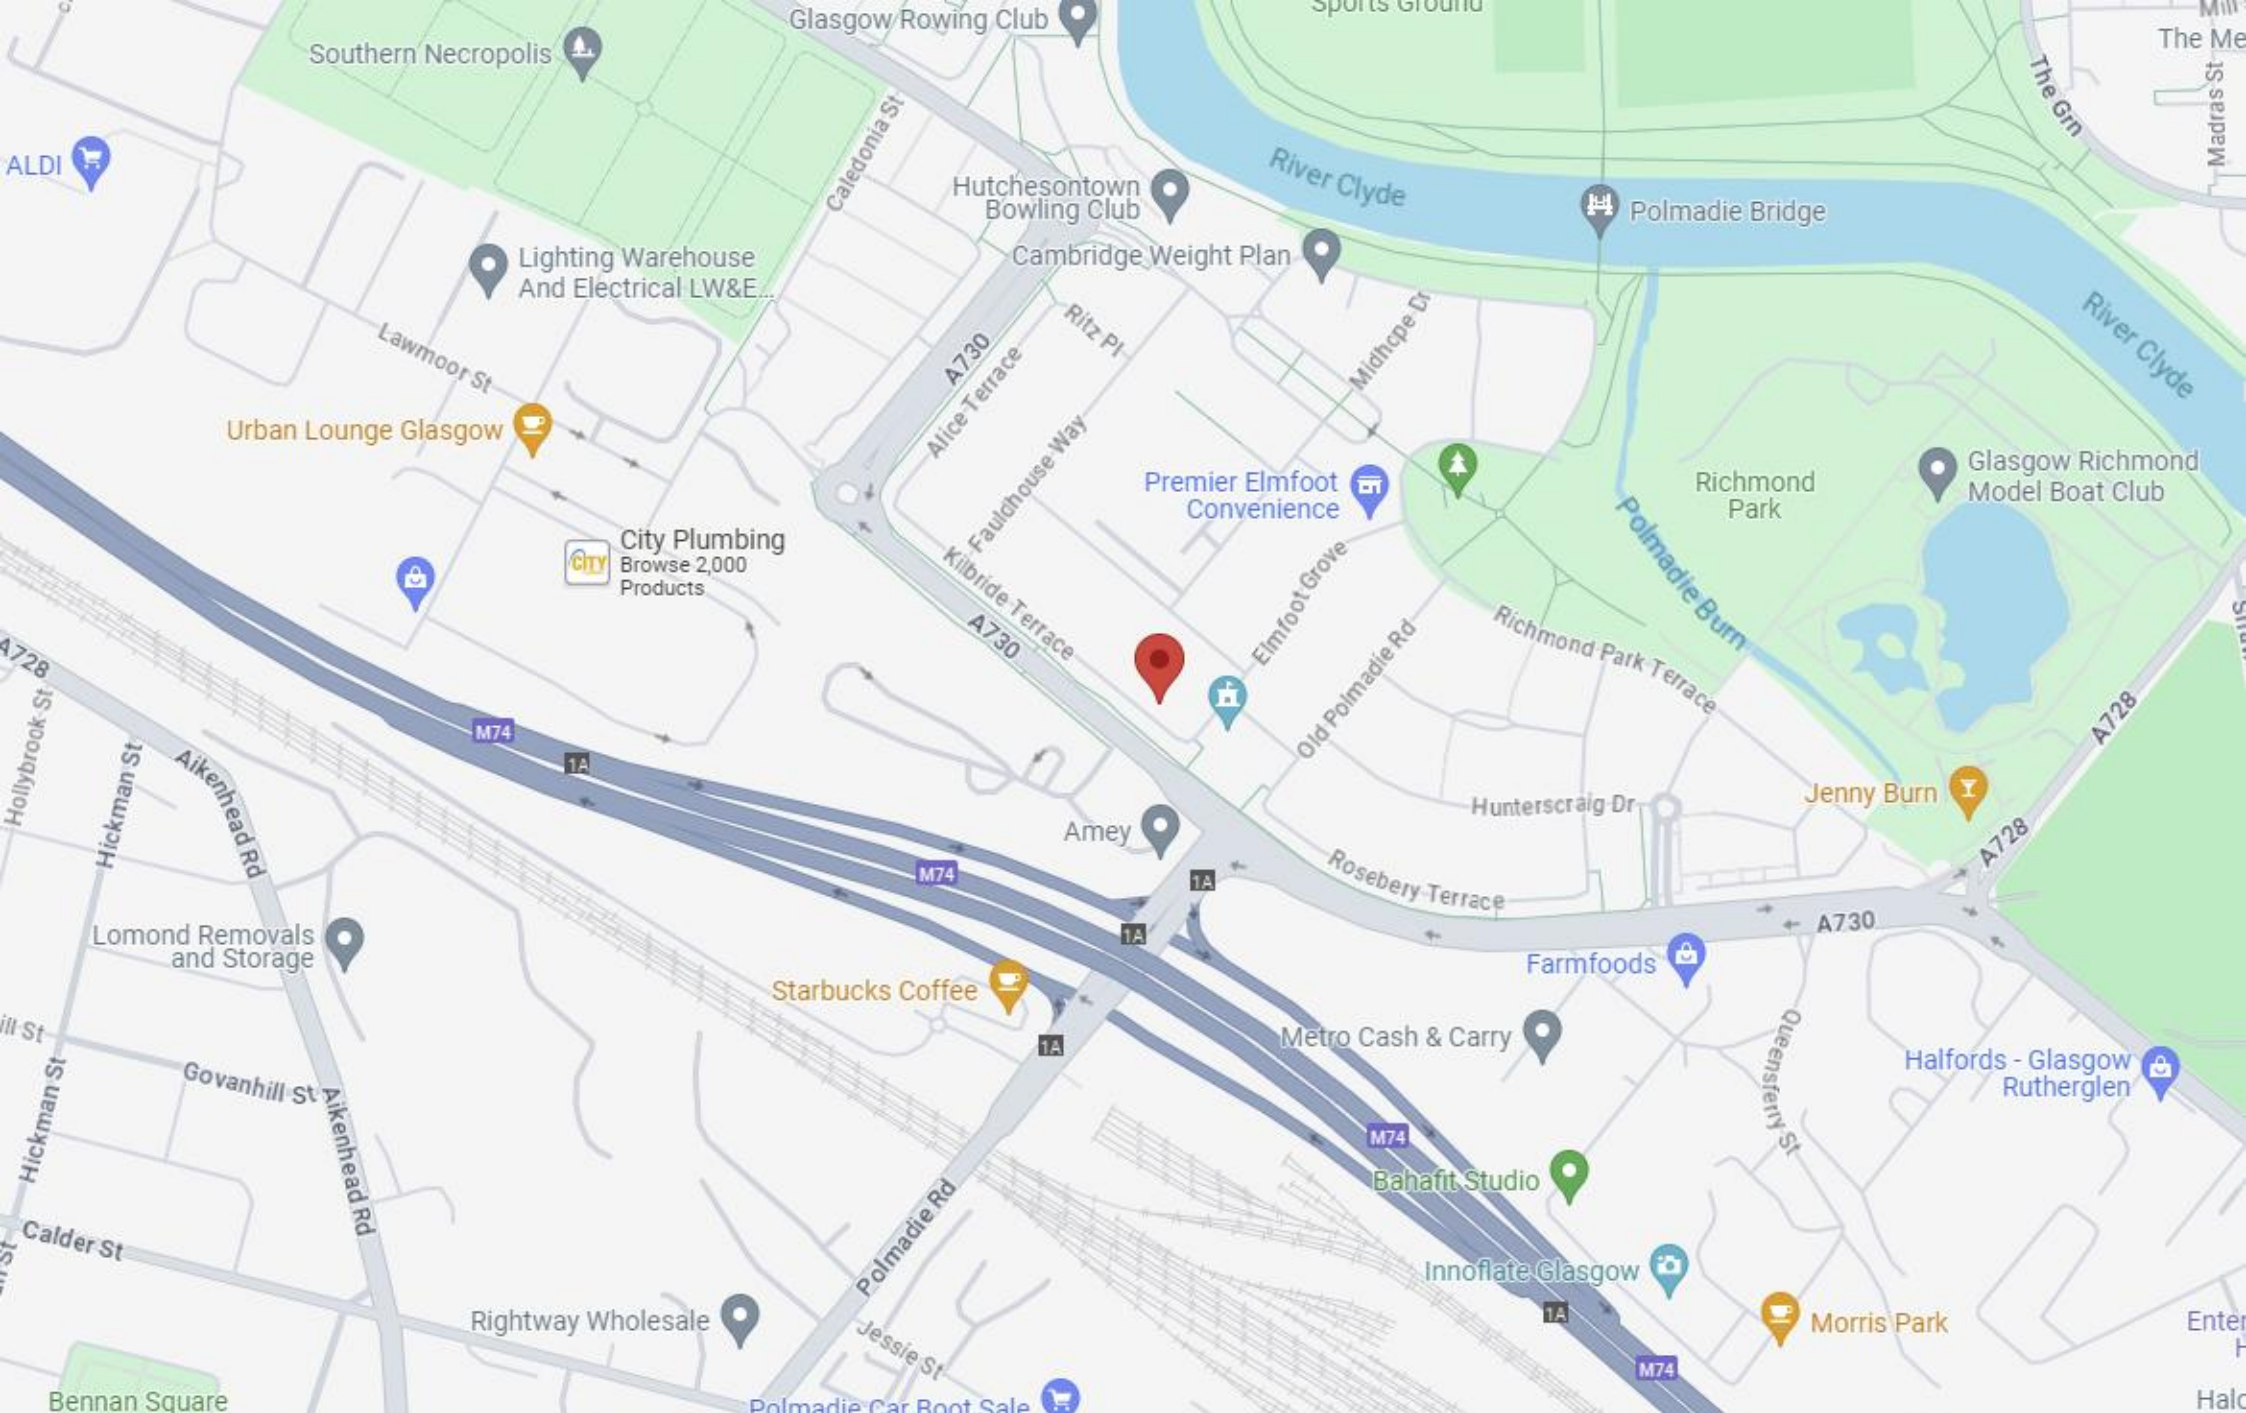 Sports Ground
Glasgow Rowing Club
Southern Necropolis
The Me
Mill
The Grn
Madras St
ALDI
Caledonia St
River Clyde
Hutchesontown
Bowling Club
Polmadie Bridge
Cambridge Weight Plan
Lighting Warehouse
And Electrical LW&E...
Ritz Pl
Midhope Dr
River Clyde
Lawmoor St
A730
Alice Terrace
Urban Lounge Glasgow
Fauldhouse Way
Premier Elmfoot
Convenience
Richmond
Park
Glasgow Richmond
Model Boat Club
Polmadie Burn
CITY
City Plumbing
Browse 2,000
Products
Kilbride Terrace
A730
Elmfoot Grove
Old Polmadie Rd
Richmond Park Terrace
A728
Hollybrook St
A728
M74
1A
Aikenhead Rd
Hickman St
Hunterscraig Dr
Jenny Burn
A728
Amey
M74
1A
Rosebery Terrace
A730
1A
Lomond Removals
and Storage
Farmfoods
Starbucks Coffee
1A
Metro Cash & Carry
Queensferry St
ill St
Govanhill St
Hickman St
Aikenhead Rd
Halfords - Glasgow
Rutherglen
M74
Bahafit Studio
Polmadie Rd
Calder St
Innoflate Glasgow
1A
Rightway Wholesale
Jessie St
Morris Park
Enter
H
M74
Bennan Square
Polmadie Car Boot Sale
Halo